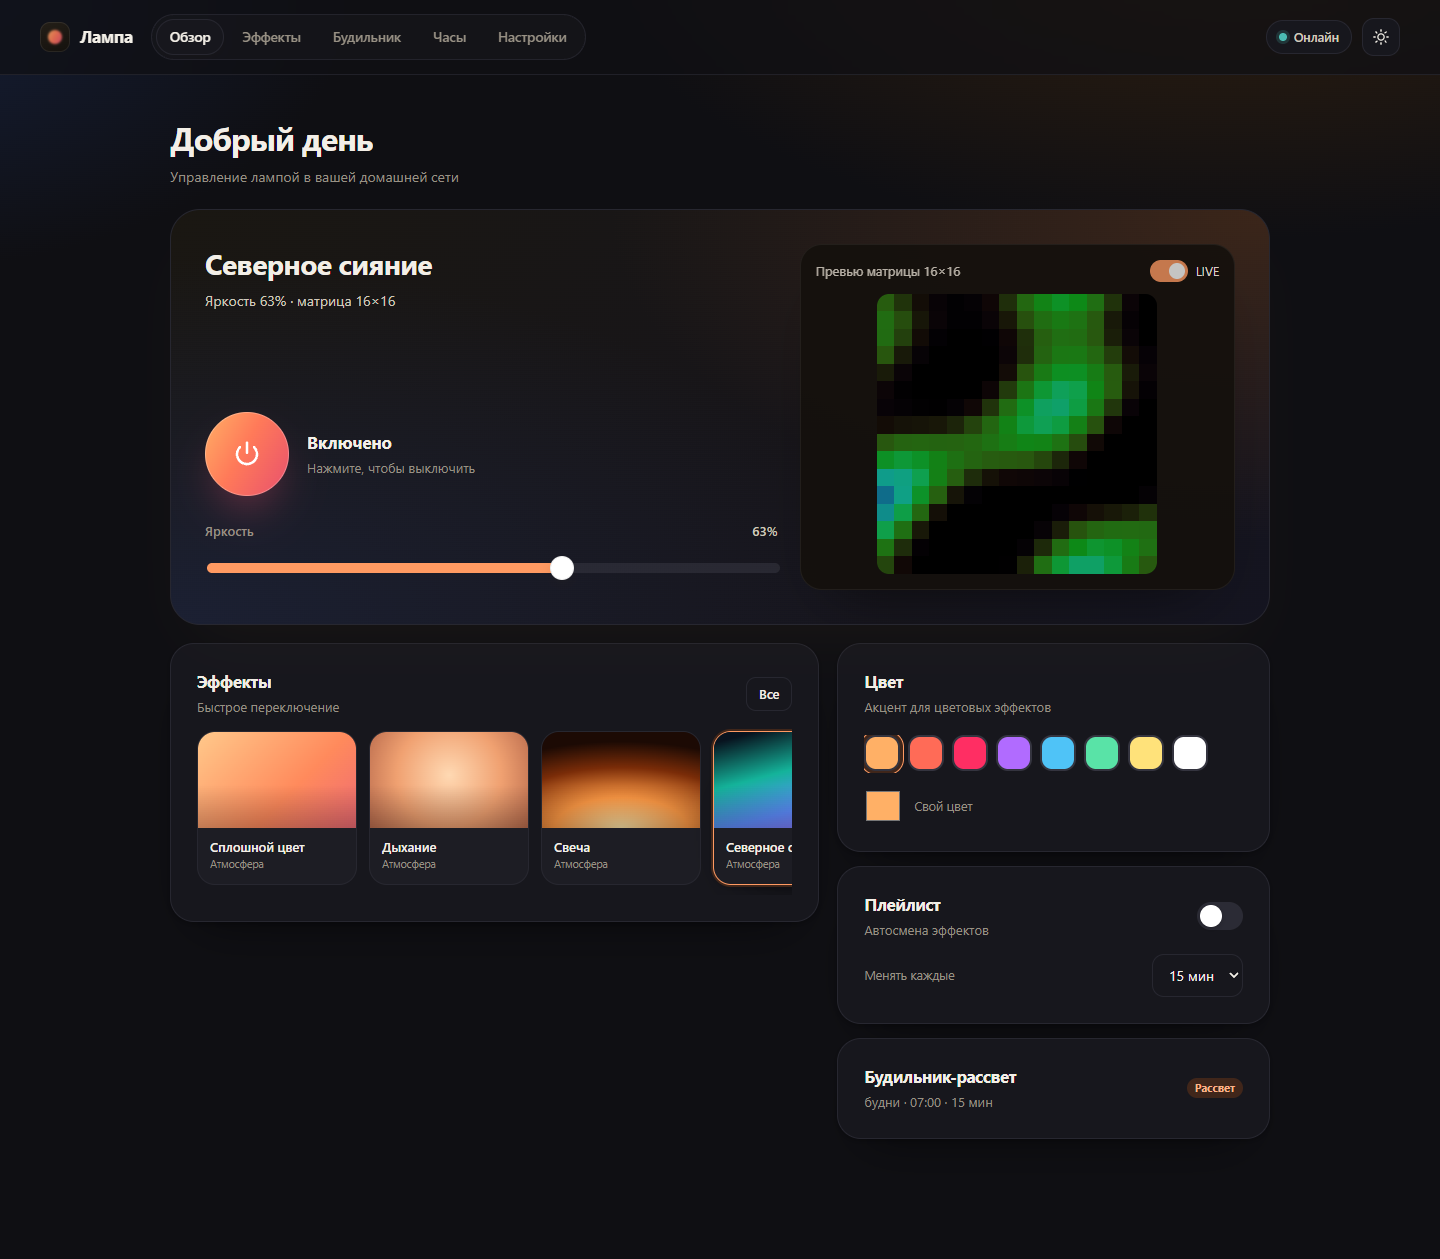 Лампа
Обзор
Эффекты
Будильник
Часы
Настройки
Онлайн
Добрый день
Управление лампой в вашей домашней сети
Северное сияние
Яркость 63% · матрица 16×16
Включено
Нажмите, чтобы выключить
Яркость
63%
Превью матрицы 16×16
LIVE
Эффекты
Быстрое переключение
Все
Сплошной цвет
Атмосфера
Дыхание
Атмосфера
Свеча
Атмосфера
Северное с
Атмосфера
Цвет
Акцент для цветовых эффектов
Свой цвет
Плейлист
Автосмена эффектов
Менять каждые
15 мин
Будильник-рассвет
будни · 07:00 · 15 мин
Рассвет